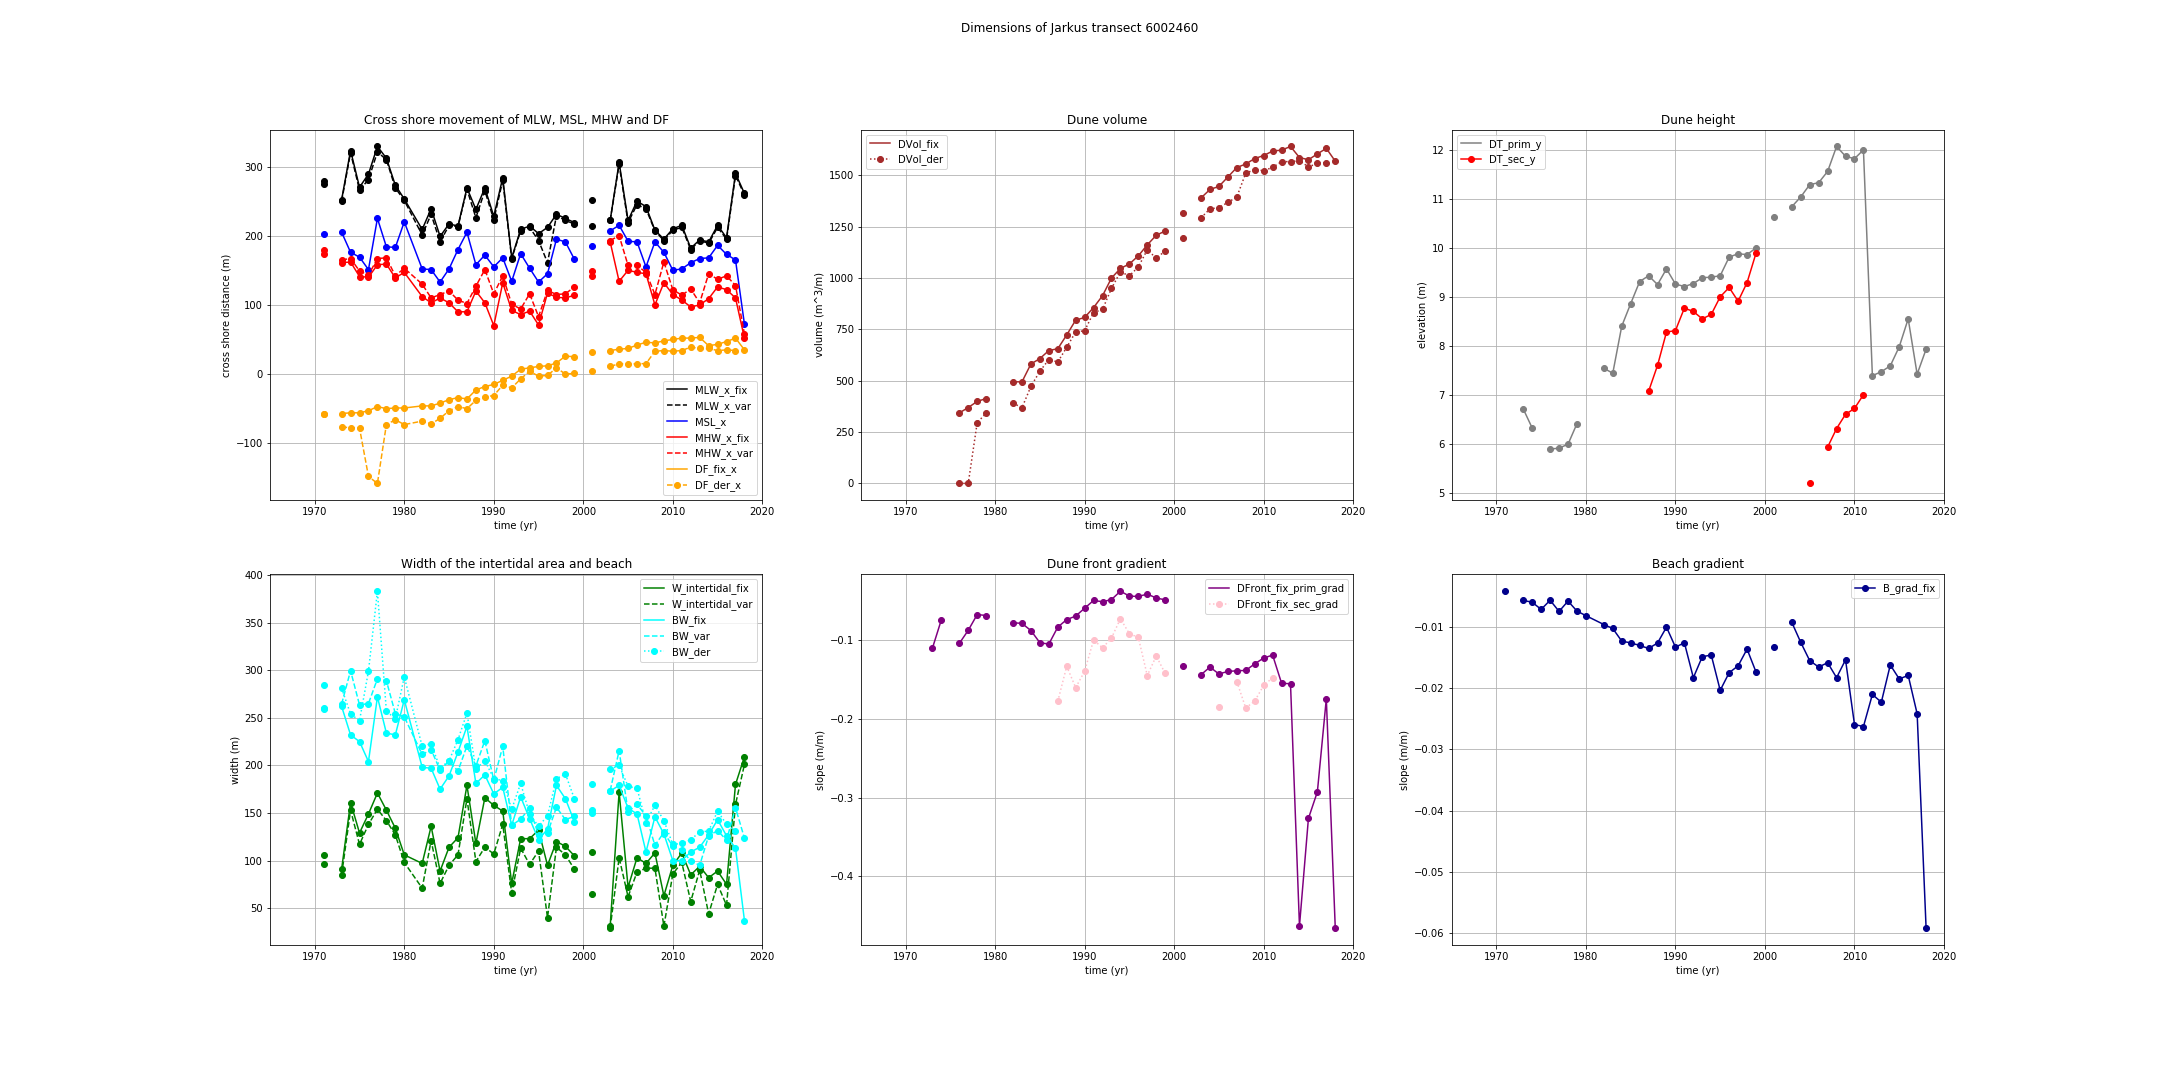 Dimensions of Jarkus transect 6002460
Cross shore movement of MLW, MSL, MHW and DF
cross shore distance (m)
300
200
100
0
−100
1970 1980 1990 2000 2010 2020
time (yr)
MLW_x_fix
MLW_x_var
MSL_x
MHW_x_fix
MHW_x_var
DF_fix_x
DF_der_x
Dune volume
volume (m^3/m)
DVol_fix
DVol_der
1500
1250
1000
750
500
250
0
1970 1980 1990 2000 2010 2020
time (yr)
Dune height
elevation (m)
DT_prim_y
DT_sec_y
12
11
10
9
8
7
6
5
1970 1980 1990 2000 2010 2020
time (yr)
Width of the intertidal area and beach
width (m)
400
350
300
250
200
150
100
50
W_intertidal_fix
W_intertidal_var
BW_fix
BW_var
BW_der
1970 1980 1990 2000 2010 2020
time (yr)
Dune front gradient
slope (m/m)
DFront_fix_prim_grad
DFront_fix_sec_grad
−0.1
−0.2
−0.3
−0.4
1970 1980 1990 2000 2010 2020
time (yr)
Beach gradient
slope (m/m)
B_grad_fix
−0.01
−0.02
−0.03
−0.04
−0.05
−0.06
1970 1980 1990 2000 2010 2020
time (yr)